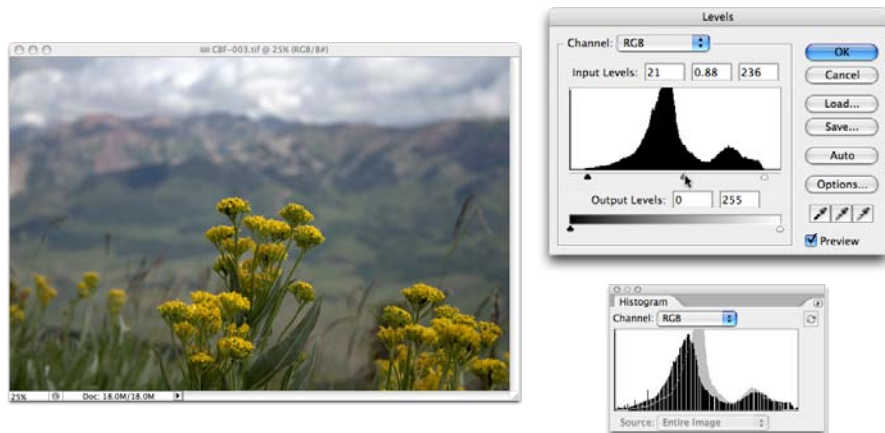 CBF-003.tif @ 25% (RGB/8#)
25%
Doc: 18.0M/18.0M
Levels
Channel: RGB
Input Levels: 21 0.88 236
Output Levels: 0 255
OK
Cancel
Load...
Save...
Auto
Options...
Preview
Histogram
Channel: RGB
Source: Entire Image